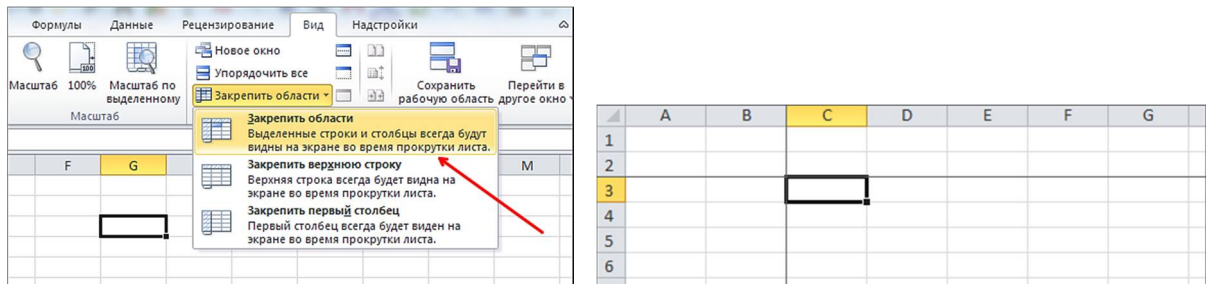 Формулы Данные Рецензирование Вид Надстройки
Новое окно
Упорядочить все
Закрепить области
Масштаб 100% Масштаб по выделенному
Сохранить рабочую область
Перейти в другое окно
Масштаб
Закрепить области
Выделенные строки и столбцы всегда будут
видны на экране во время прокрутки листа.
Закрепить верхнюю строку
Верхняя строка всегда будет видна на
экране во время прокрутки листа.
Закрепить первый столбец
Первый столбец всегда будет виден на
экране во время прокрутки листа.
F G M
A B C D E F G
1
2
3
4
5
6